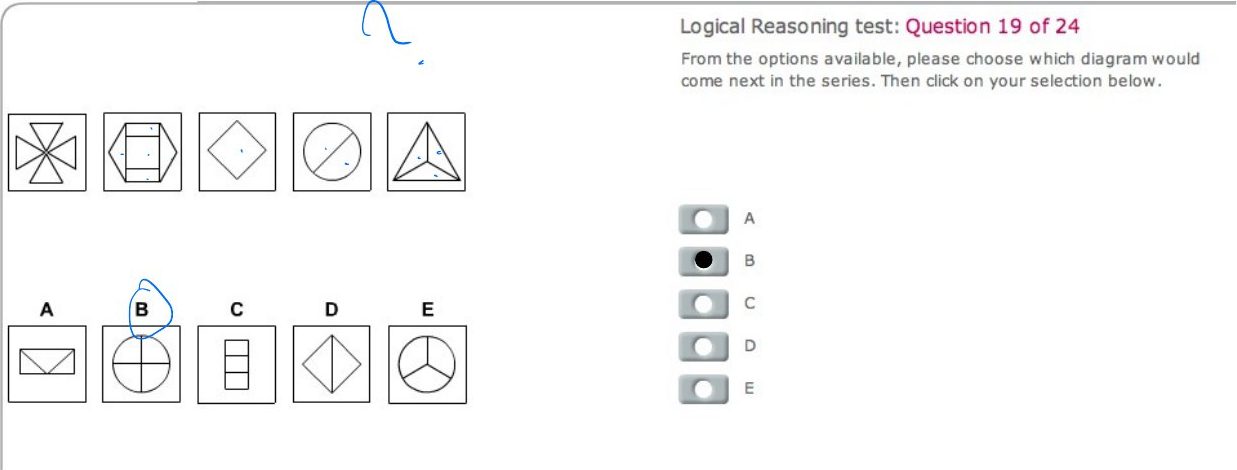 Logical Reasoning test: Question 19 of 24
From the options available, please choose which diagram would
come next in the series. Then click on your selection below.
A
B
C
D
E
A B C D E